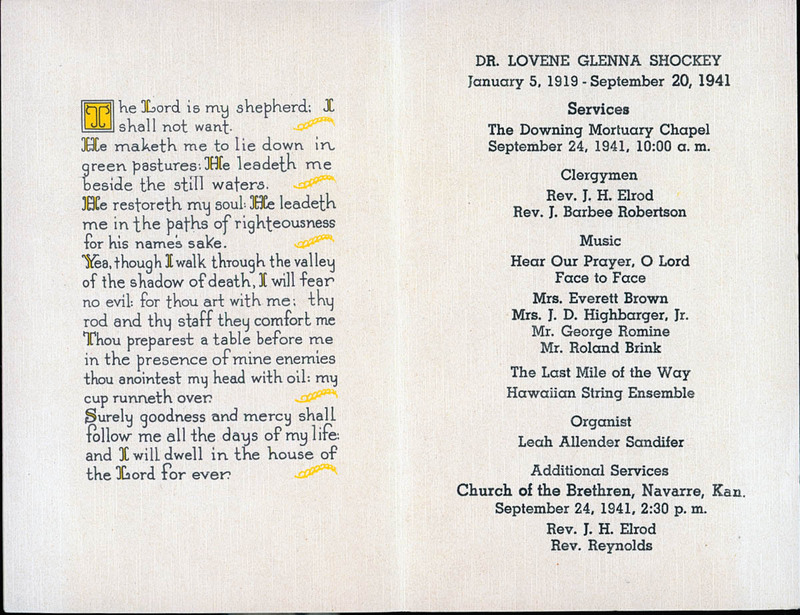 The Lord is my shepherd; I
shall not want.
He maketh me to lie down in
green pastures: He leadeth me
beside the still waters.
He restoreth my soul: He leadeth
me in the paths of righteousness
for his name's sake.
Yea, though I walk through the valley
of the shadow of death, I will fear
no evil: for thou art with me; thy
rod and thy staff they comfort me
Thou preparest a table before me
in the presence of mine enemies
thou anointest my head with oil: my
cup runneth over.
Surely goodness and mercy shall
follow me all the days of my life:
and I will dwell in the house of
the Lord for ever.
DR. LOVENE GLENNA SHOCKEY
January 5, 1919 - September 20, 1941
Services
The Downing Mortuary Chapel
September 24, 1941, 10:00 a. m.
Clergymen
Rev. J. H. Elrod
Rev. J. Barbee Robertson
Music
Hear Our Prayer, O Lord
Face to Face
Mrs. Everett Brown
Mrs. J. D. Highbarger, Jr.
Mr. George Romine
Mr. Roland Brink
The Last Mile of the Way
Hawaiian String Ensemble
Organist
Leah Allender Sandifer
Additional Services
Church of the Brethren, Navarre, Kan.
September 24, 1941, 2:30 p. m.
Rev. J. H. Elrod
Rev. Reynolds